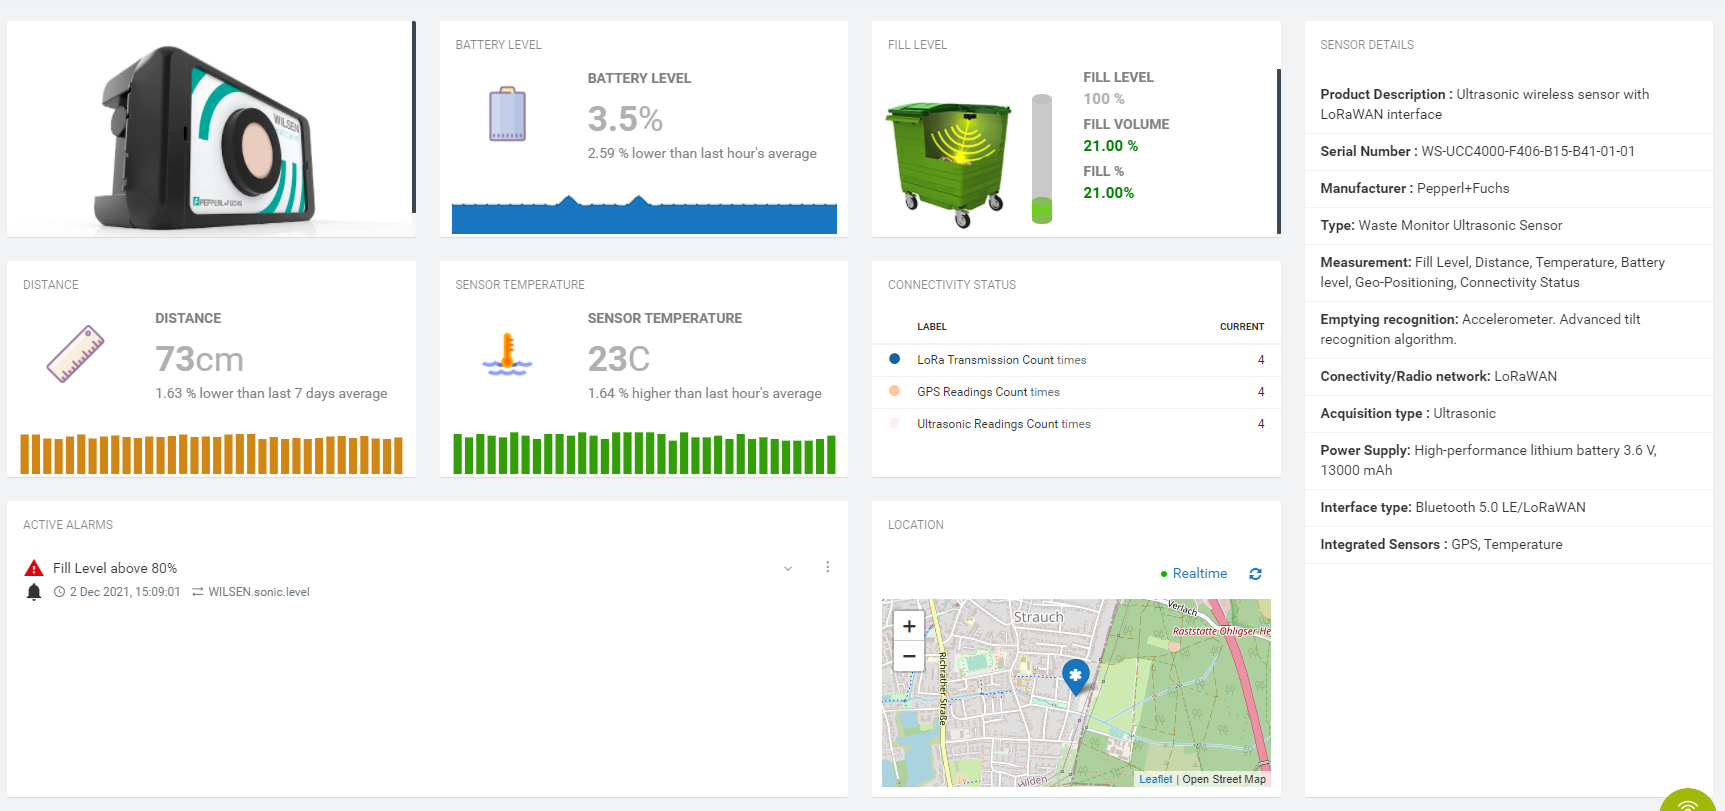 WILSEN
PEPPERL+FUCHS
BATTERY LEVEL
BATTERY LEVEL
3.5%
2.59 % lower than last hour's average
FILL LEVEL
FILL LEVEL
100 %
FILL VOLUME
21.00 %
FILL %
21.00%
DISTANCE
DISTANCE
73cm
1.63 % lower than last 7 days average
SENSOR TEMPERATURE
SENSOR TEMPERATURE
23C
1.64 % higher than last hour's average
CONNECTIVITY STATUS
LABEL CURRENT
LoRa Transmission Count times 4
GPS Readings Count times 4
Ultrasonic Readings Count times 4
ACTIVE ALARMS
Fill Level above 80%
2 Dec 2021, 15:09:01 WILSEN.sonic.level
LOCATION
Realtime
+
−
Strauch
Verlach
Raststätte Ohligser He
Richrather Straße
Hilden
Leaflet | Open Street Map
SENSOR DETAILS
Product Description : Ultrasonic wireless sensor with
LoRaWAN interface
Serial Number : WS-UCC4000-F406-B15-B41-01-01
Manufacturer : Pepperl+Fuchs
Type: Waste Monitor Ultrasonic Sensor
Measurement: Fill Level, Distance, Temperature, Battery
level, Geo-Positioning, Connectivity Status
Emptying recognition: Accelerometer. Advanced tilt
recognition algorithm.
Conectivity/Radio network: LoRaWAN
Acquisition type : Ultrasonic
Power Supply: High-performance lithium battery 3.6 V,
13000 mAh
Interface type: Bluetooth 5.0 LE/LoRaWAN
Integrated Sensors : GPS, Temperature